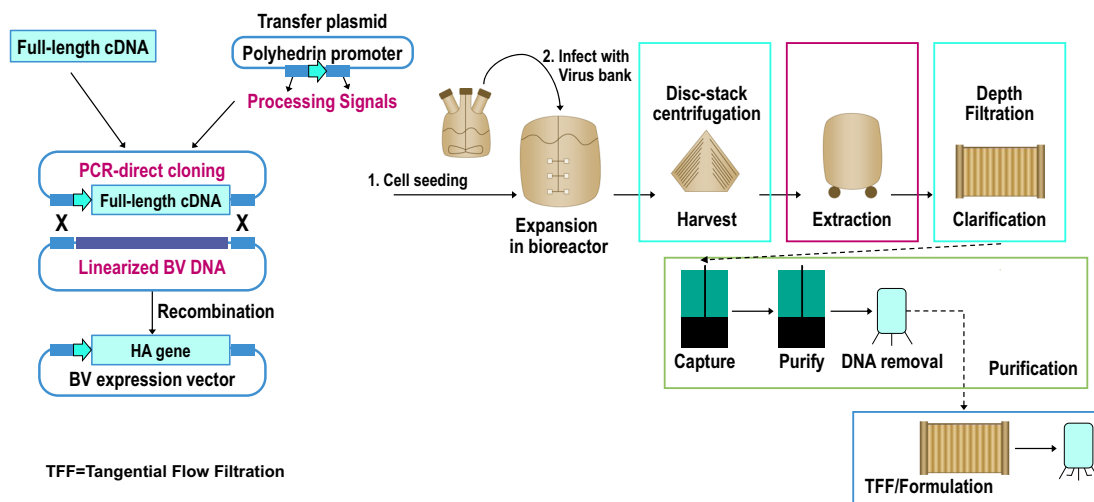 Full-length cDNA
Transfer plasmid
Polyhedrin promoter
Processing Signals
PCR-direct cloning
Full-length cDNA
X
X
Linearized BV DNA
Recombination
HA gene
BV expression vector
TFF=Tangential Flow Filtration
1. Cell seeding
2. Infect with
Virus bank
Expansion
in bioreactor
Disc-stack
centrifugation
Harvest
Extraction
Depth
Filtration
Clarification
Capture
Purify
DNA removal
Purification
TFF/Formulation